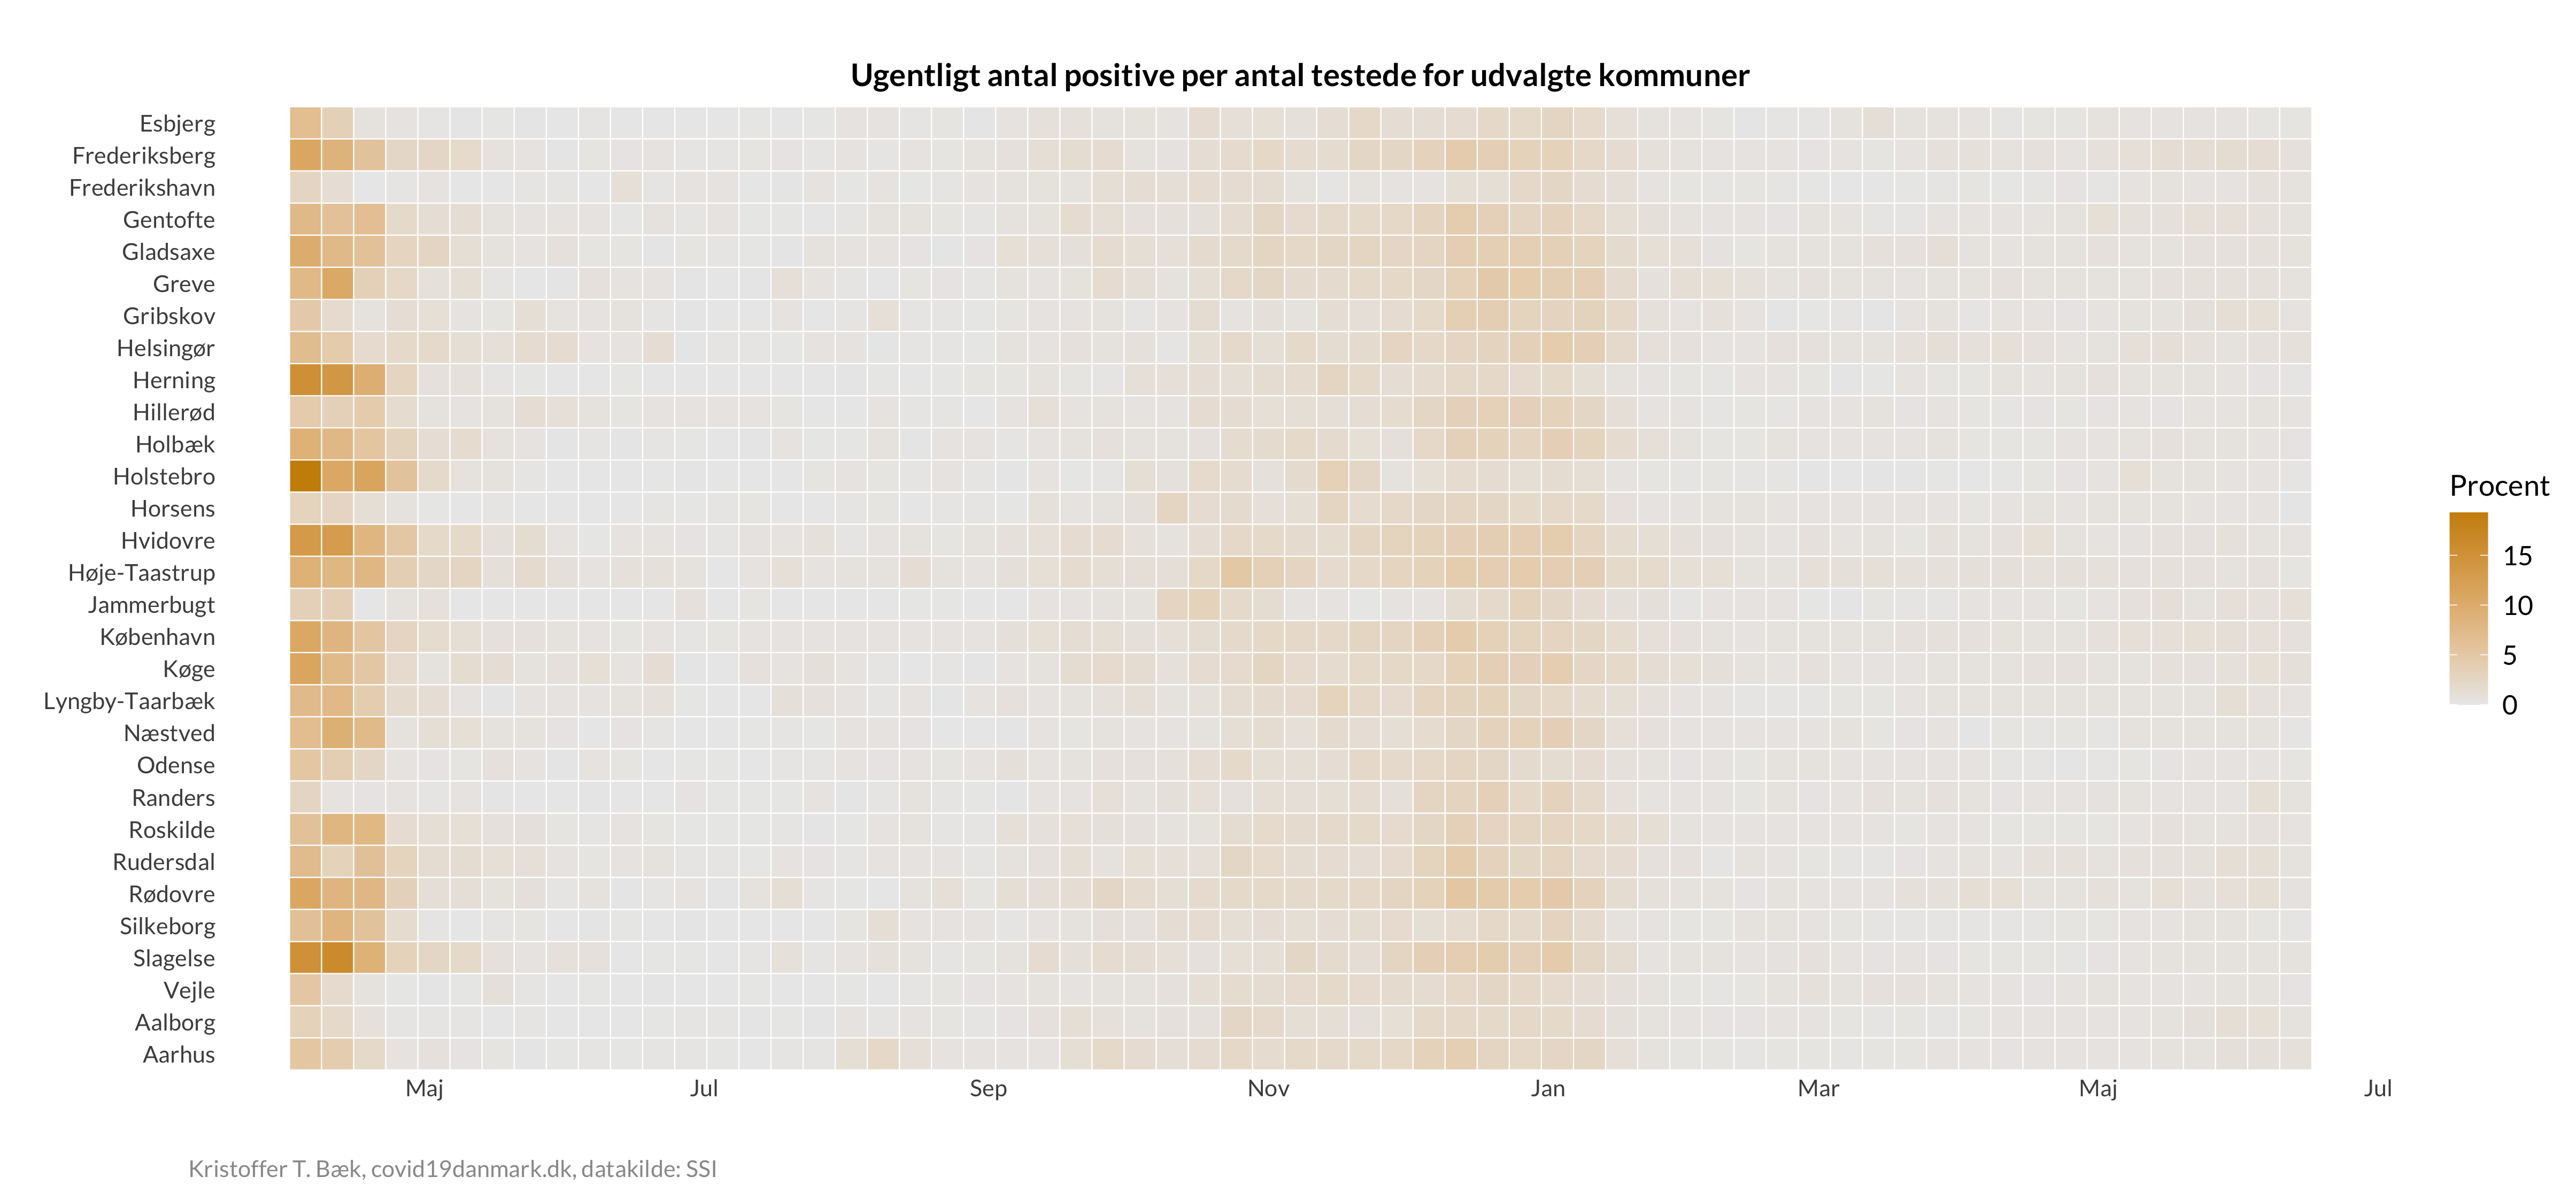 Ugentligt antal positive per antal testede for udvalgte kommuner
Esbjerg
Frederiksberg
Frederikshavn
Gentofte
Gladsaxe
Greve
Gribskov
Helsingør
Herning
Hillerød
Holbæk
Holstebro
Horsens
Hvidovre
Høje-Taastrup
Jammerbugt
København
Køge
Lyngby-Taarbæk
Næstved
Odense
Randers
Roskilde
Rudersdal
Rødovre
Silkeborg
Slagelse
Vejle
Aalborg
Aarhus
Maj Jul Sep Nov Jan Mar Maj Jul
Procent
15
10
5
0
Kristoffer T. Bæk, covid19danmark.dk, datakilde: SSI